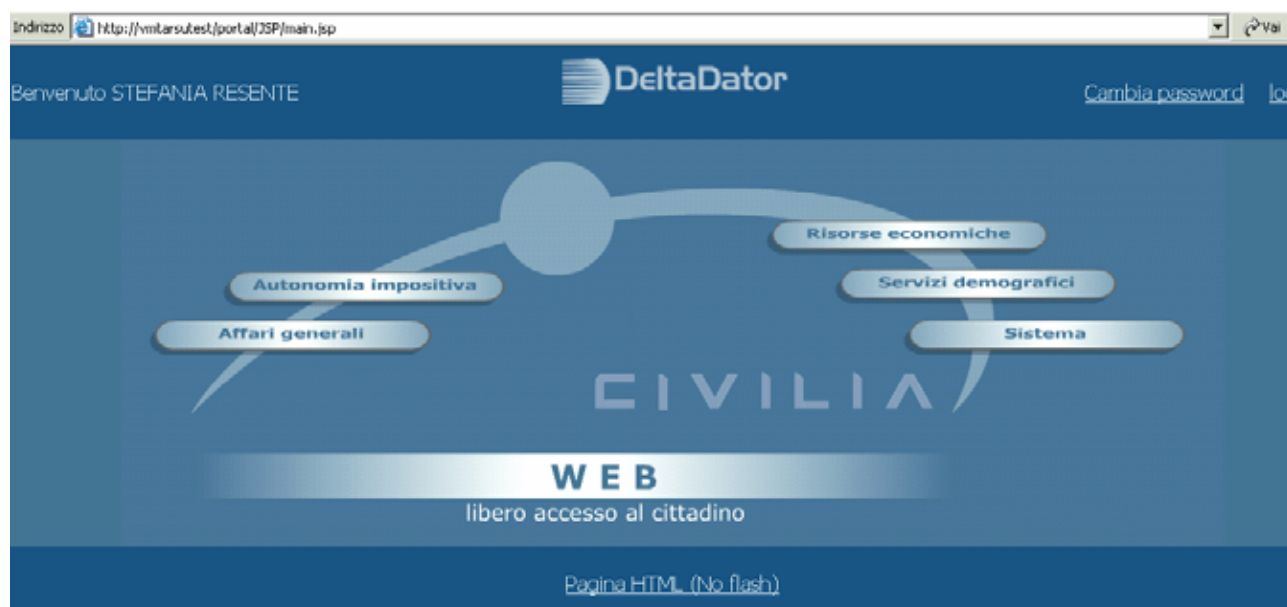 Indirizzo http://vmtarsutest/portal/JSP/main.jsp Vai
Benvenuto STEFANIA RESENTE DeltaDator Cambia password lo
Risorse economiche
Autonomia impositiva Servizi demografici
Affari generali Sistema
CIVILIA
WEB
libero accesso al cittadino
Pagina HTML (No flash)